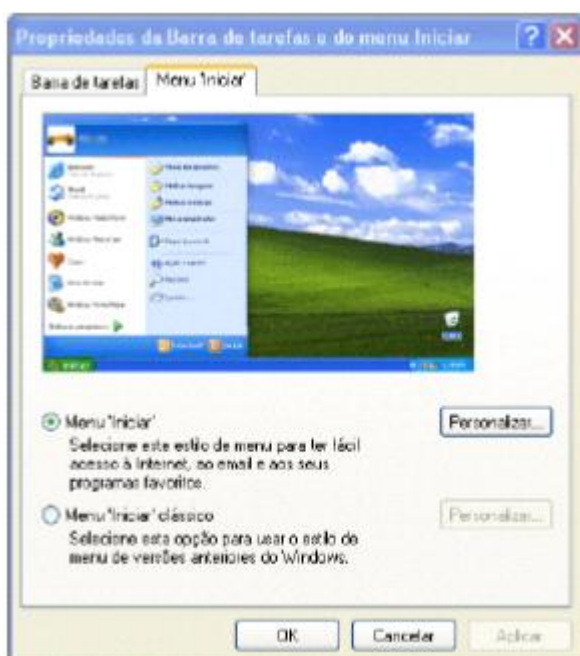 Propriedades da Barra de tarefas e do menu Iniciar
Barra de tarefas
Menu 'Iniciar'
Menu 'Iniciar'
Personalizar...
Selecione este estilo de menu para ter fácil
acesso à Internet, ao email e aos seus
programas favoritos.
Menu 'Iniciar' clássico
Personalizar...
Selecione esta opção para usar o estilo de
menu de versões anteriores do Windows.
OK
Cancelar
Aplicar